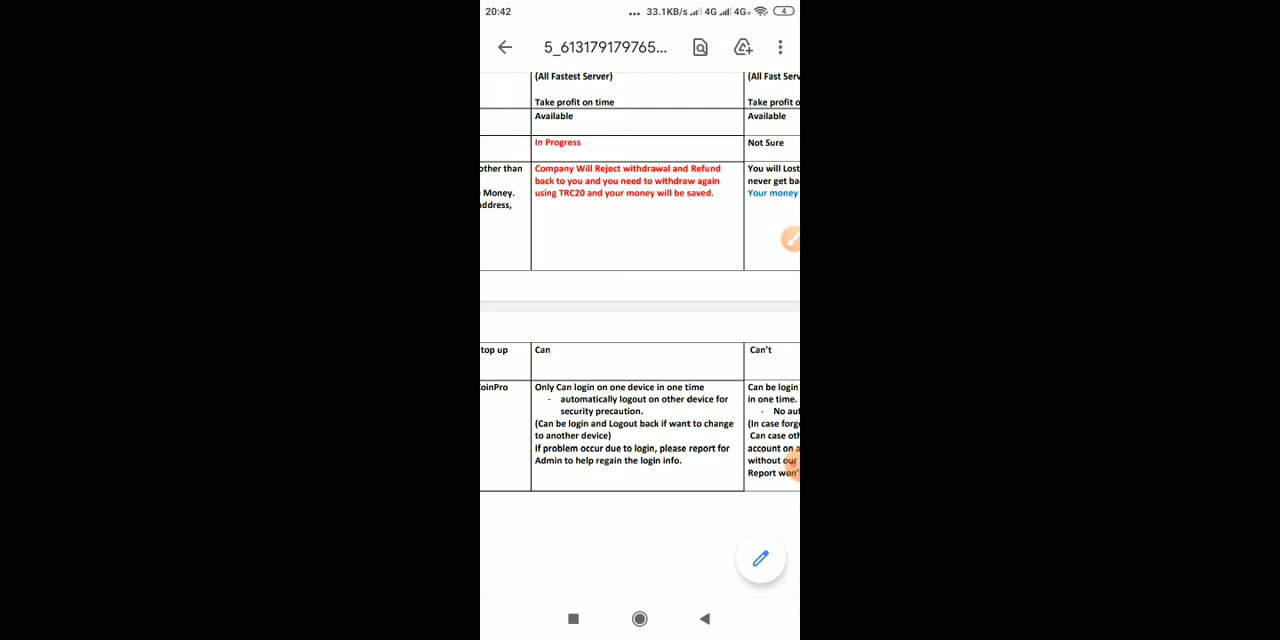 20:42
33.1KB/s 4G 4G 4
5_613179179765...
(All Fastest Server)
(All Fast Serv
Take profit on time
Take profit o
Available
Available
In Progress
Not Sure
other than
Company Will Reject withdrawal and Refund
You will Lost
back to you and you need to withdraw again
never get ba
Money.
using TRC20 and your money will be saved.
Your money
address,
top up
Can
Can't
CoinPro
Only Can login on one device in one time
Can be login
- automatically logout on other device for
in one time.
security precaution.
- No aut
(Can be login and Logout back if want to change
(In case forg
to another device)
Can case oth
If problem occur due to login, please report for
account on a
Admin to help regain the login info.
without our
Report won'